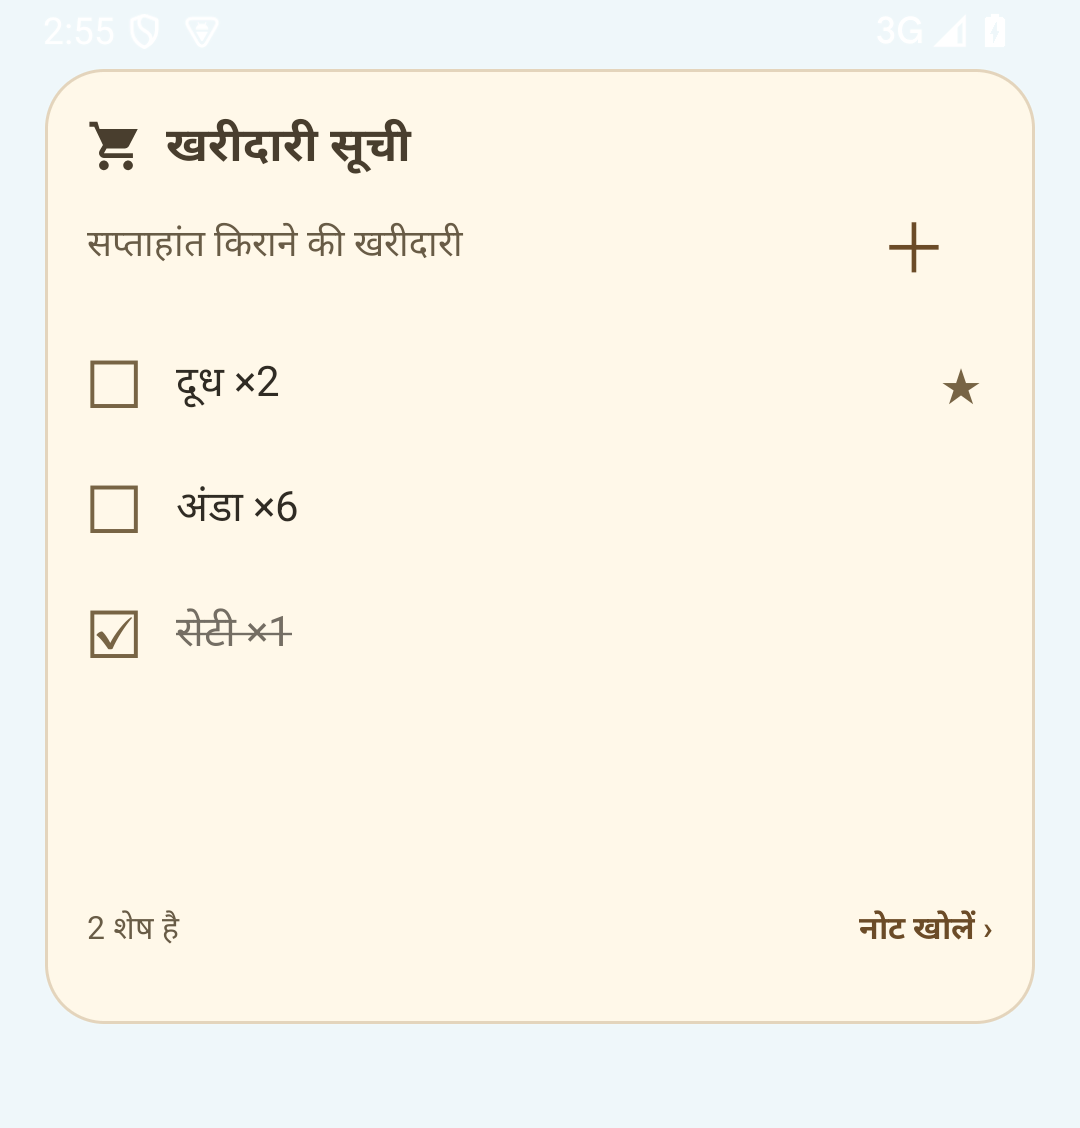 2:55 3G
खरीदारी सूची
सप्ताहांत किराने की खरीदारी
दूध ×2
अंडा ×6
रोटी ×1
2 शेष है
नोट खोलें ›